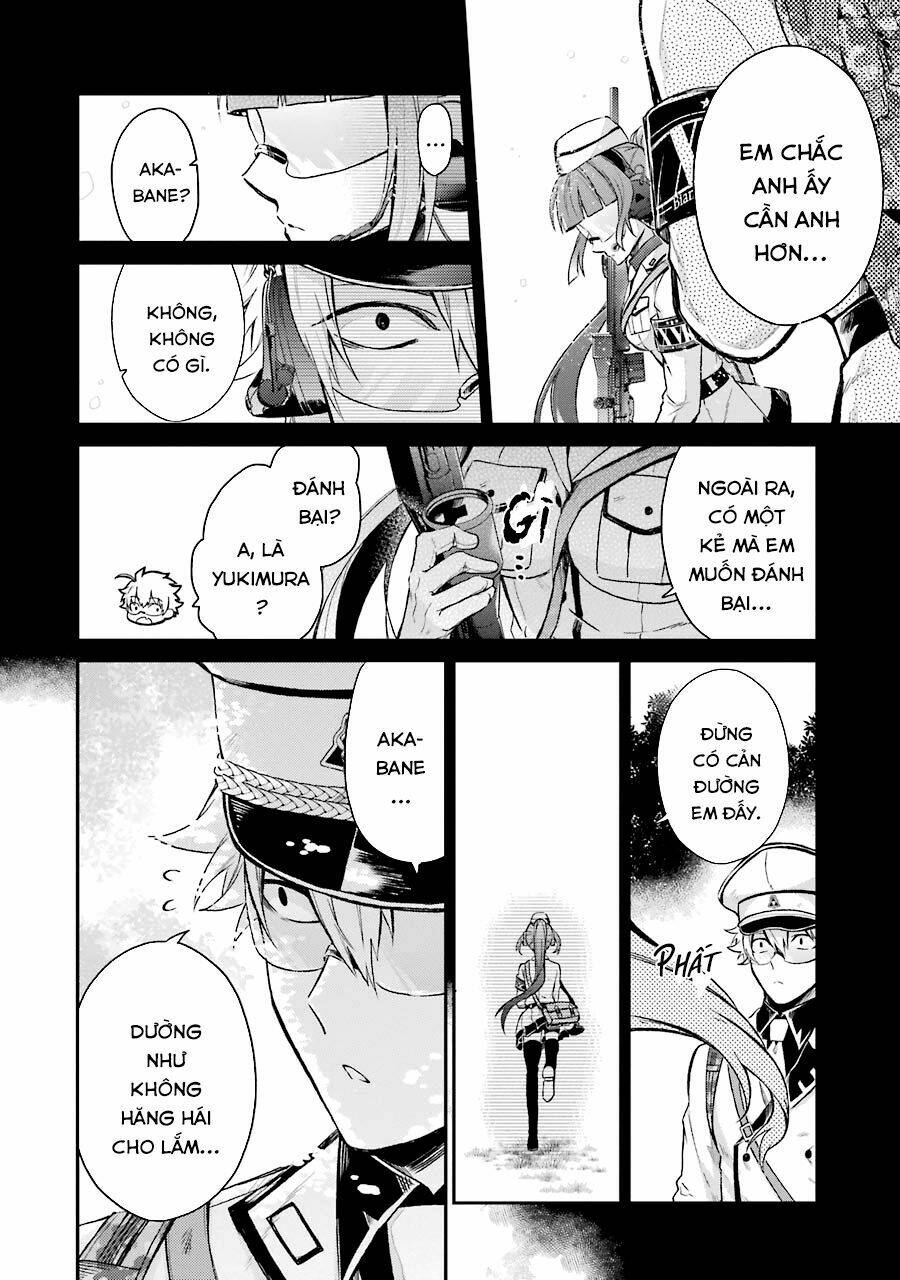 EM CHẮC
ANH ẤY
CẦN ANH
HƠN...
...
AKA-
BANE?
KHÔNG,
KHÔNG
CÓ GÌ.
NGOÀI RA,
CÓ MỘT
KẺ MÀ EM
MUỐN ĐÁNH
BẠI...
GÌ...
ĐÁNH
BẠI?
A, LÀ
YUKIMURA
?
ĐỪNG
CÓ CẢN
ĐƯỜNG
EM ĐẤY.
PHẤT
AKA-
BANE
...
DƯỜNG
NHƯ
KHÔNG
HĂNG HÁI
CHO LẮM...